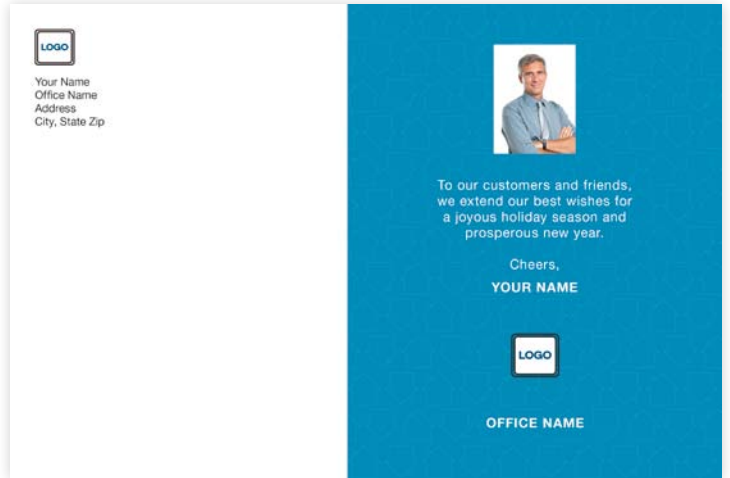 LOGO
Your Name
Office Name
Address
City, State Zip
To our customers and friends,
we extend our best wishes for
a joyous holiday season and
prosperous new year.
Cheers,
YOUR NAME
LOGO
OFFICE NAME